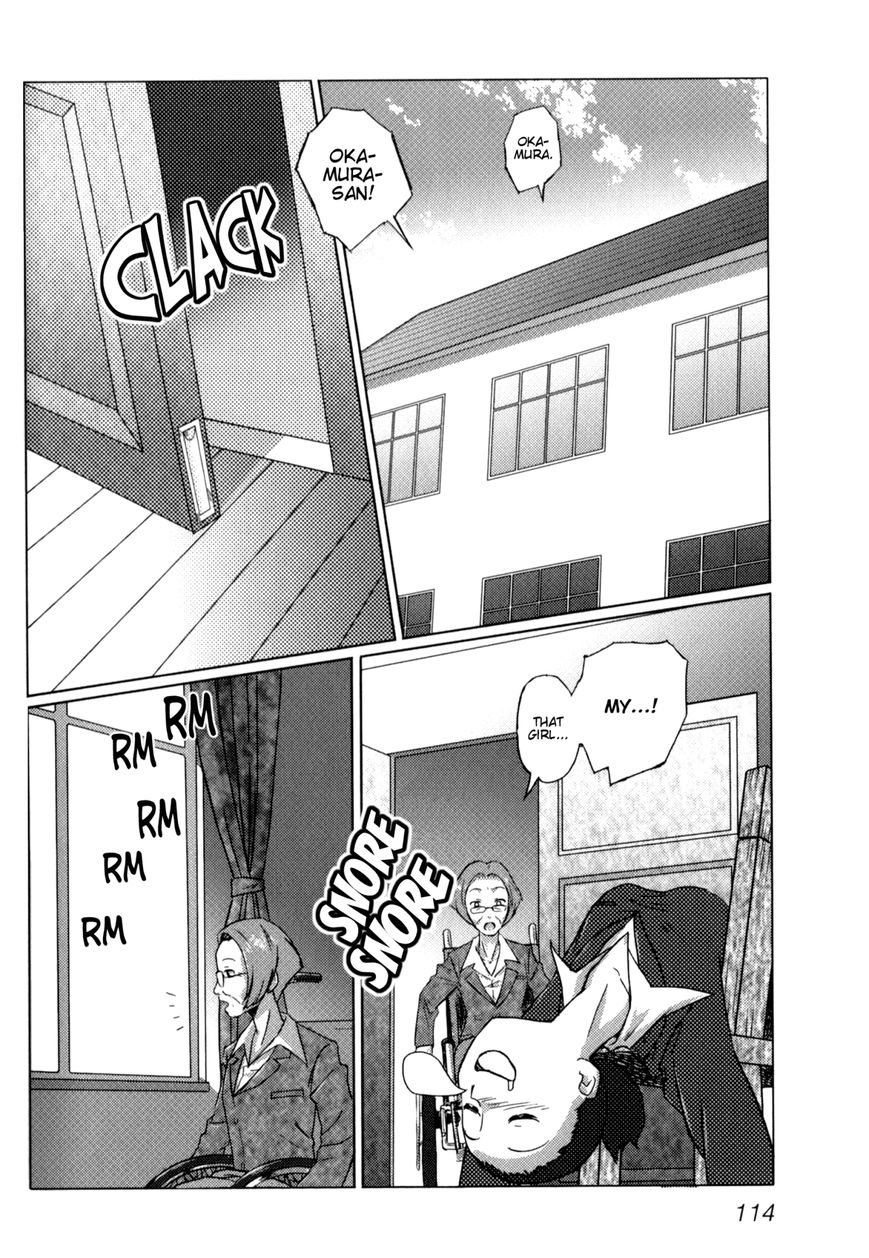 OKA-
MURA.
OKA-
MURA-
SAN!
CLACK
MY...!
THAT
GIRL...
SNORE
SNORE
RM
RM
RM
RM
RM
114